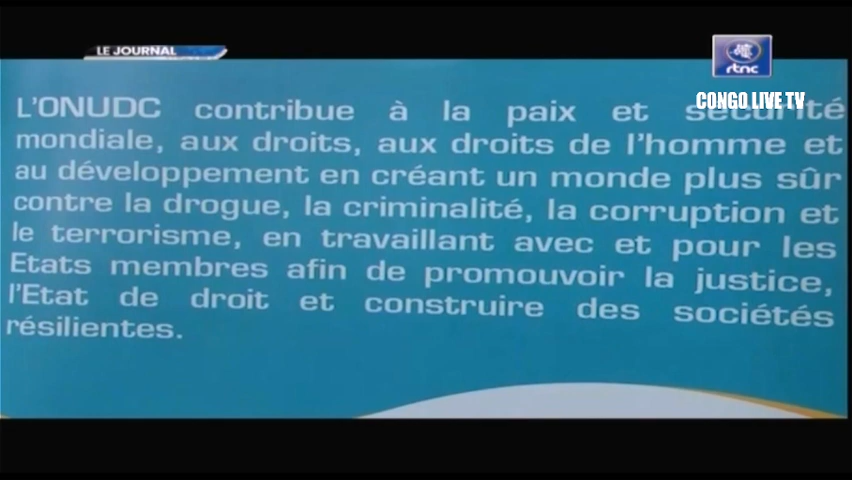 LE JOURNAL
rtnc
CONGO LIVE TV
L'ONUDC contribue à la paix et sécurité
mondiale, aux droits, aux droits de l'homme et
au développement en créant un monde plus sûr
contre la drogue, la criminalité, la corruption et
le terrorisme, en travaillant avec et pour les
Etats membres afin de promouvoir la justice,
l'Etat de droit et construire des sociétés
résilientes.